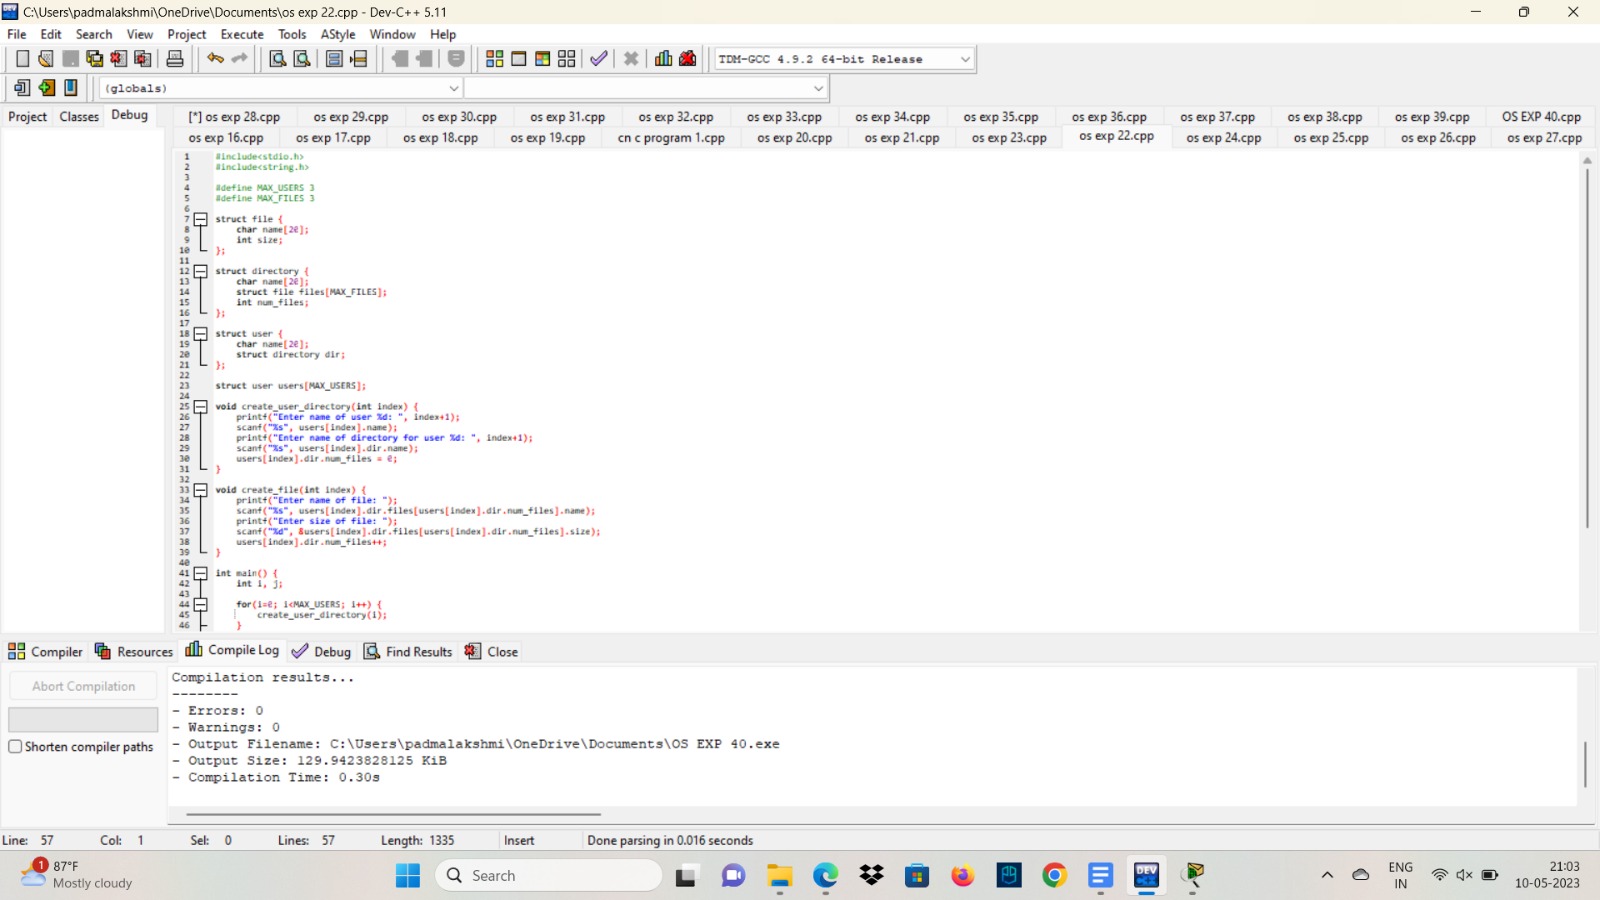 C:\Users\padmalakshmi\OneDrive\Documents\os exp 22.cpp - Dev-C++ 5.11
File Edit Search View Project Execute Tools AStyle Window Help
TDM-GCC 4.9.2 64-bit Release
(globals)
Project Classes Debug
[*] os exp 28.cpp os exp 29.cpp os exp 30.cpp os exp 31.cpp os exp 32.cpp os exp 33.cpp os exp 34.cpp os exp 35.cpp os exp 36.cpp os exp 37.cpp os exp 38.cpp os exp 39.cpp OS EXP 40.cpp
os exp 16.cpp os exp 17.cpp os exp 18.cpp os exp 19.cpp cn c program 1.cpp os exp 20.cpp os exp 21.cpp os exp 23.cpp os exp 22.cpp os exp 24.cpp os exp 25.cpp os exp 26.cpp os exp 27.cpp
1 #include<stdio.h>
2 #include<string.h>
3
4 #define MAX_USERS 3
5 #define MAX_FILES 3
6
7 struct file {
8 char name[20];
9 int size;
10 };
11
12 struct directory {
13 char name[20];
14 struct file files[MAX_FILES];
15 int num_files;
16 };
17
18 struct user {
19 char name[20];
20 struct directory dir;
21 };
22
23 struct user users[MAX_USERS];
24
25 void create_user_directory(int index) {
26 printf("Enter name of user %d: ", index+1);
27 scanf("%s", users[index].name);
28 printf("Enter name of directory for user %d: ", index+1);
29 scanf("%s", users[index].dir.name);
30 users[index].dir.num_files = 0;
31 }
32
33 void create_file(int index) {
34 printf("Enter name of file: ");
35 scanf("%s", users[index].dir.files[users[index].dir.num_files].name);
36 printf("Enter size of file: ");
37 scanf("%d", &users[index].dir.files[users[index].dir.num_files].size);
38 users[index].dir.num_files++;
39 }
40
41 int main() {
42 int i, j;
43
44 for(i=0; i<MAX_USERS; i++) {
45 create_user_directory(i);
46 }
Compiler Resources Compile Log Debug Find Results Close
Abort Compilation
Shorten compiler paths
Compilation results...
--------
- Errors: 0
- Warnings: 0
- Output Filename: C:\Users\padmalakshmi\OneDrive\Documents\OS EXP 40.exe
- Output Size: 129.9423828125 KiB
- Compilation Time: 0.30s
Line: 57 Col: 1 Sel: 0 Lines: 57 Length: 1335 Insert Done parsing in 0.016 seconds
1 87°F
Mostly cloudy
Search
DEV
ENG
IN
21:03
10-05-2023